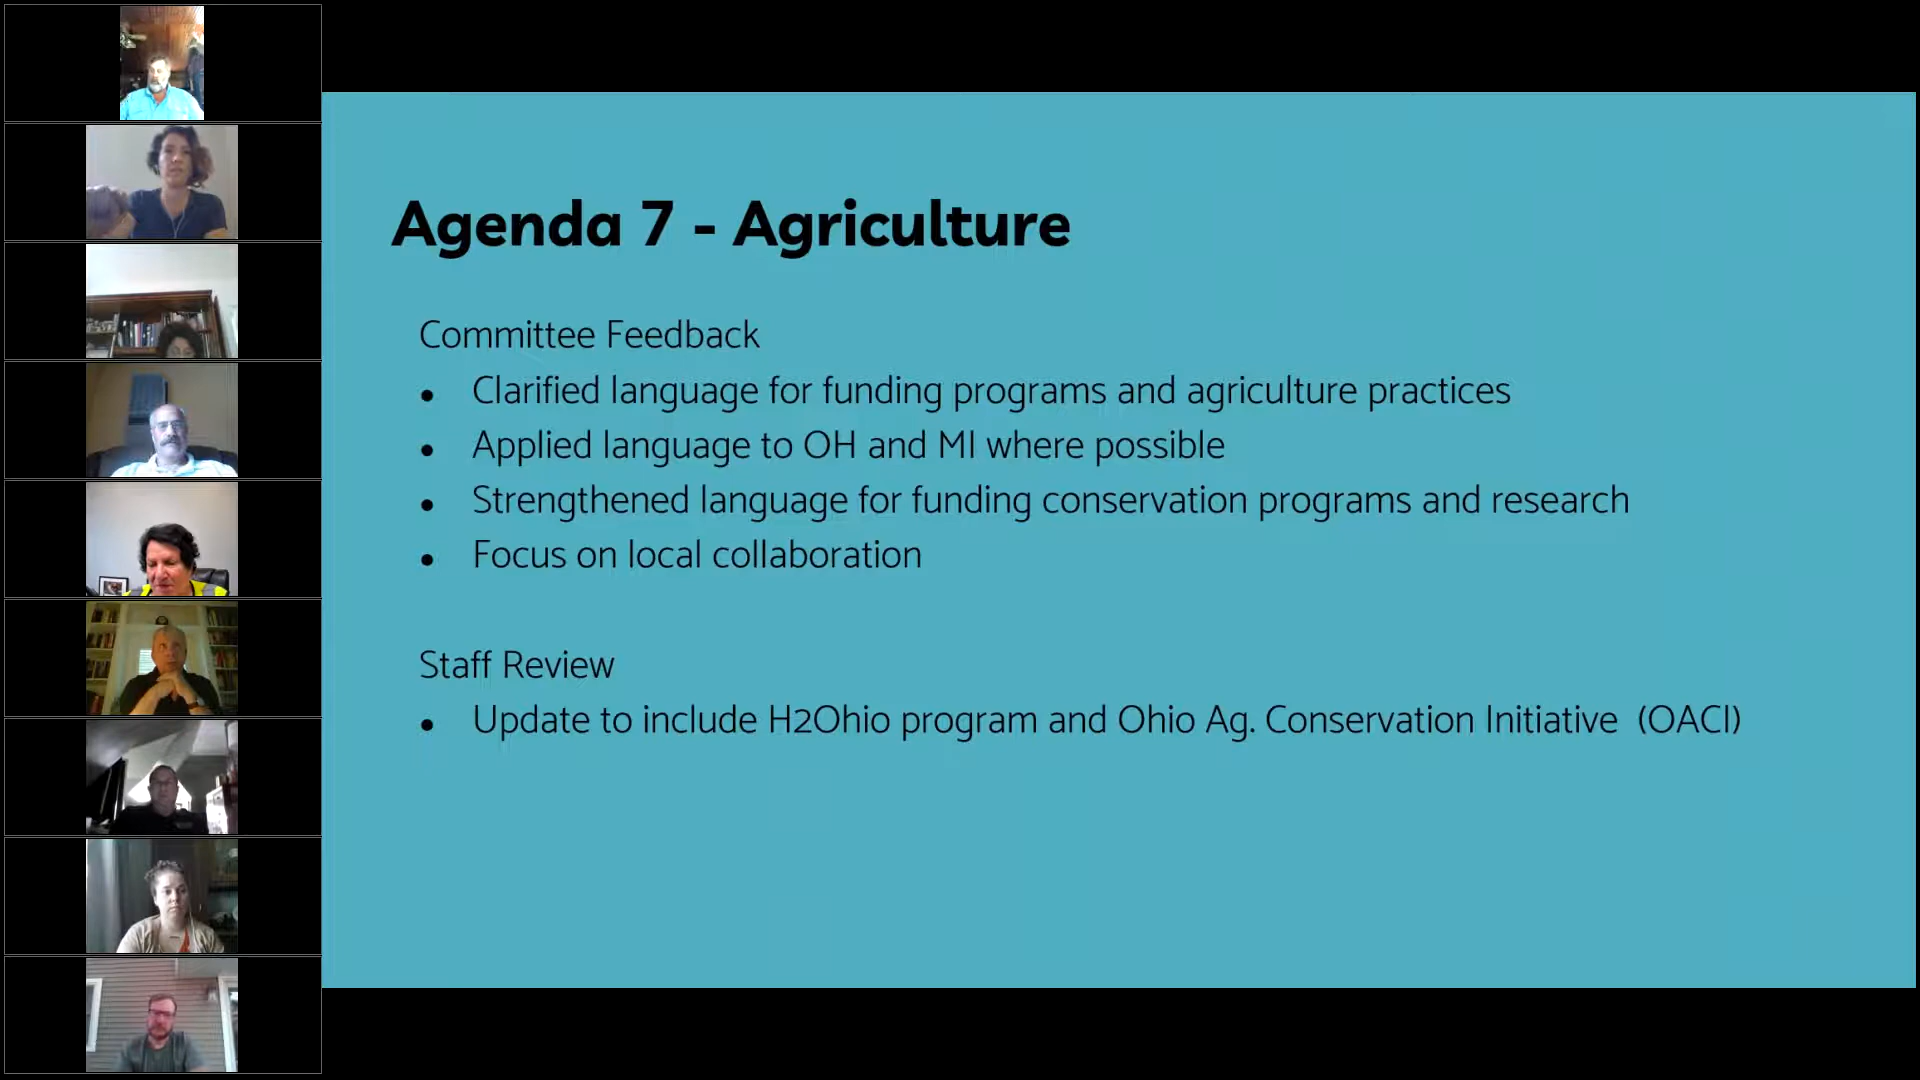 Agenda 7 - Agriculture
Committee Feedback
● Clarified language for funding programs and agriculture practices
● Applied language to OH and MI where possible
● Strengthened language for funding conservation programs and research
● Focus on local collaboration
Staff Review
● Update to include H2Ohio program and Ohio Ag. Conservation Initiative (OACI)